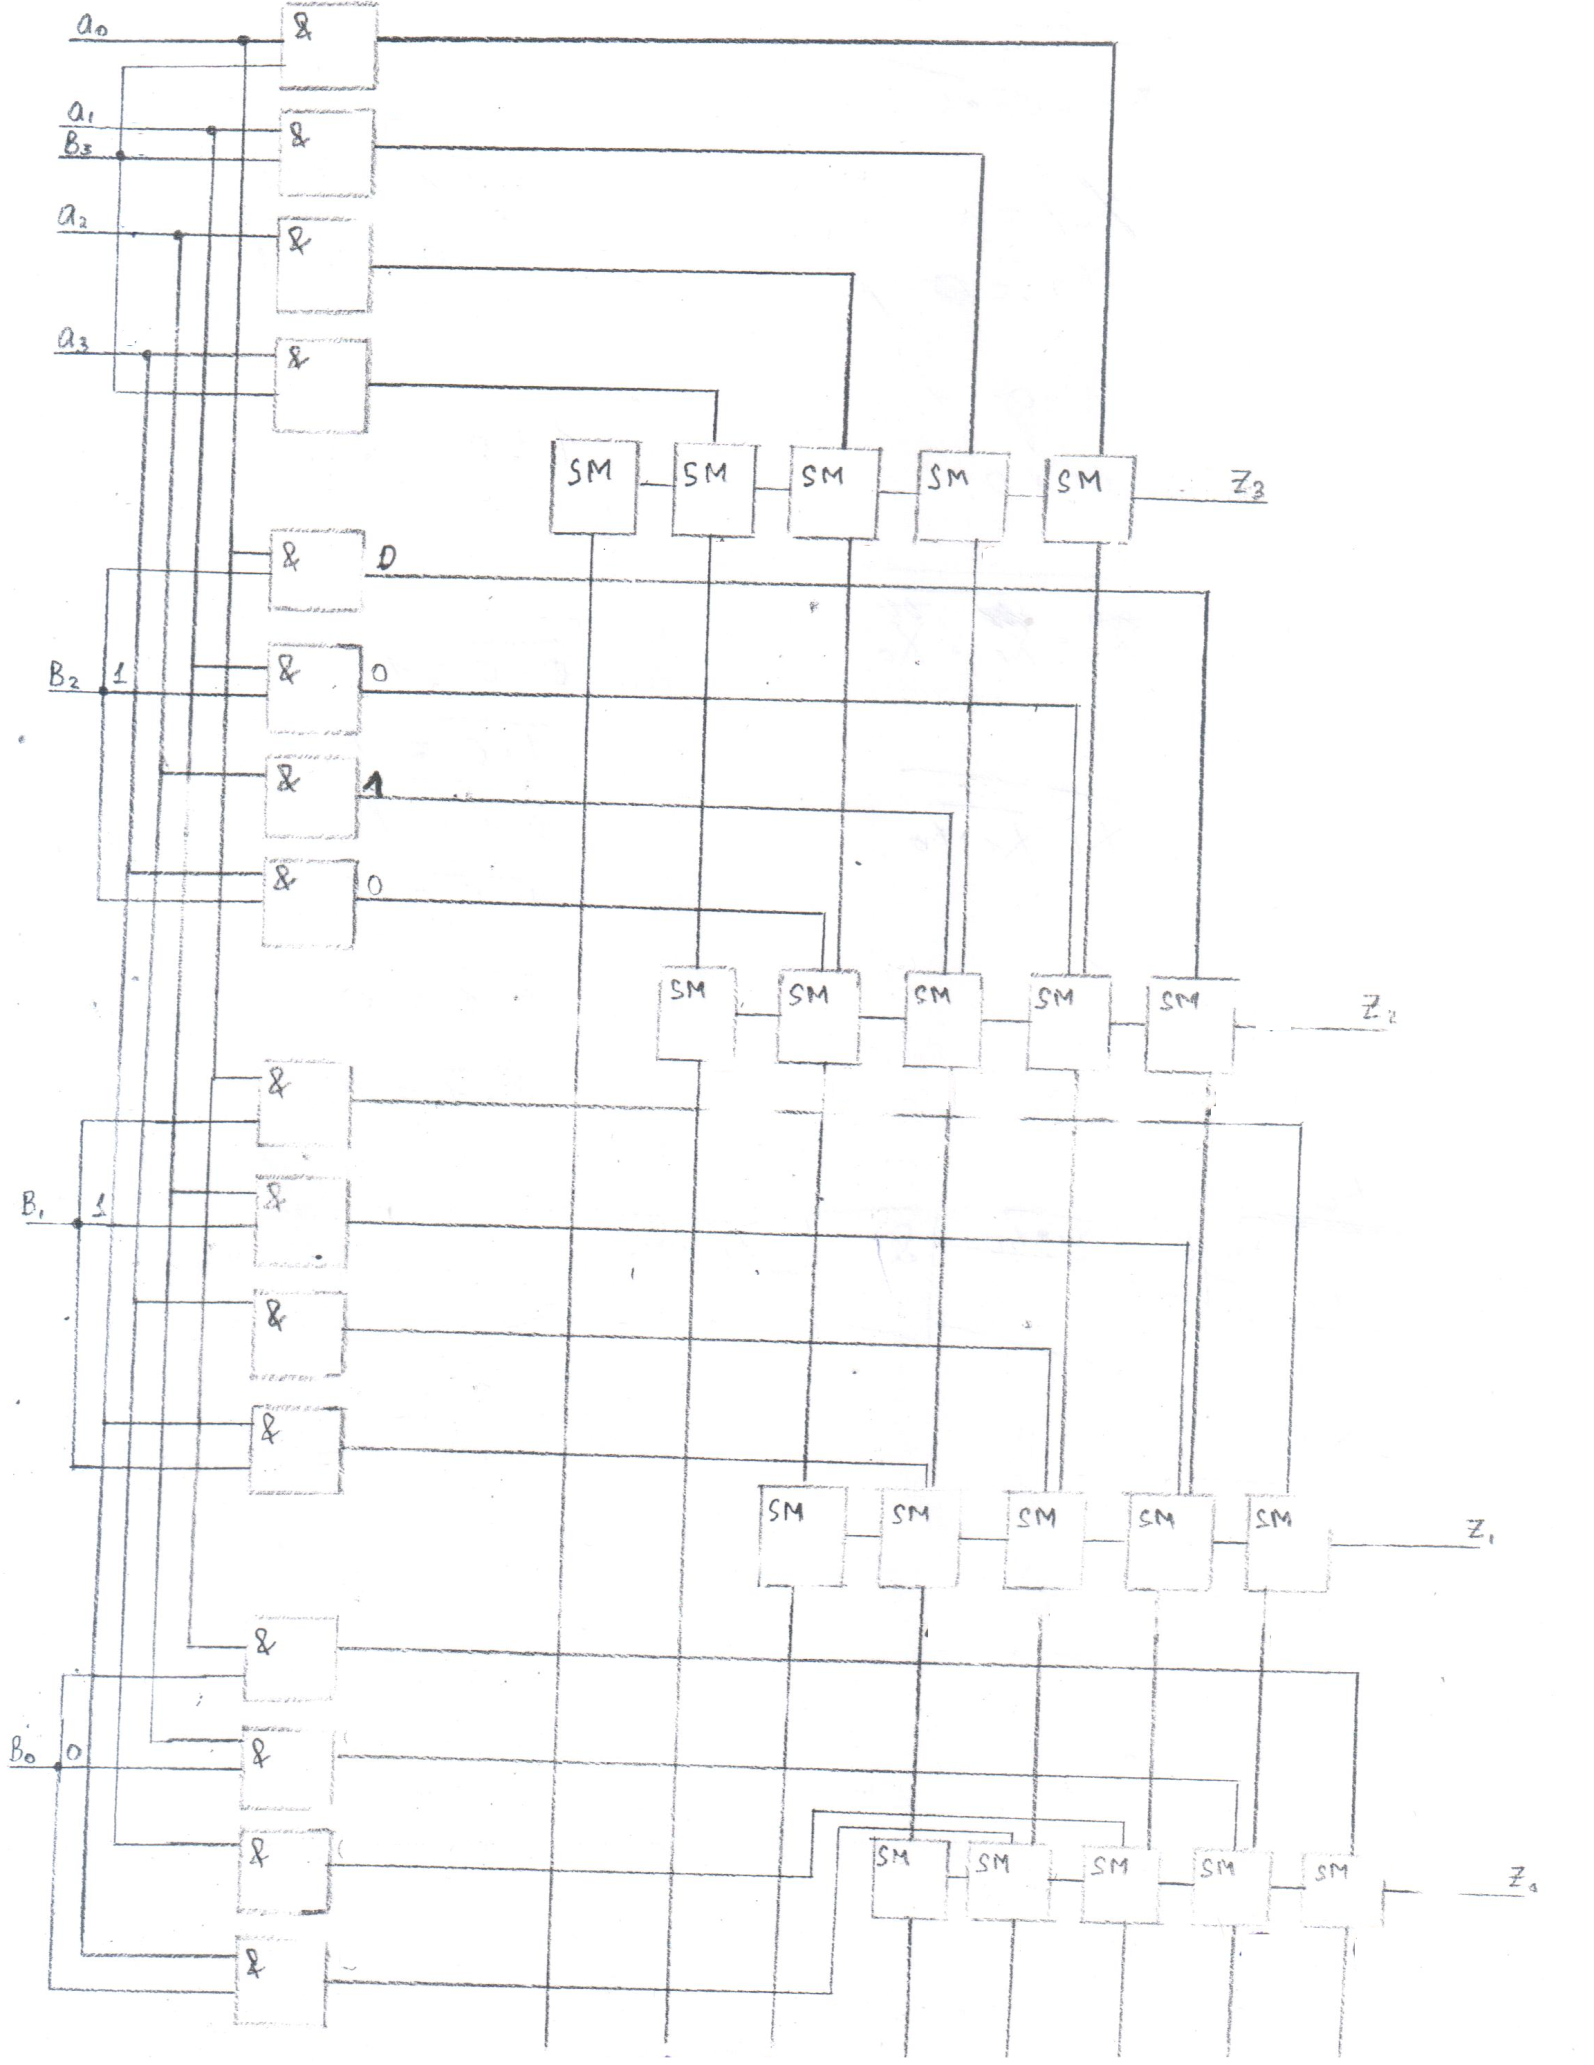 a₀ &
a₁ &
B₃
a₂ &
a₃ &
SM SM SM SM SM Z₃
& 0
B₂ 1 & 0
& 1
& 0
SM SM SM SM SM Z₂
&
B₁ 1 &
&
&
SM SM SM SM SM Z₁
&
B₀ 0 &
&
SM SM SM SM SM Z₀
&